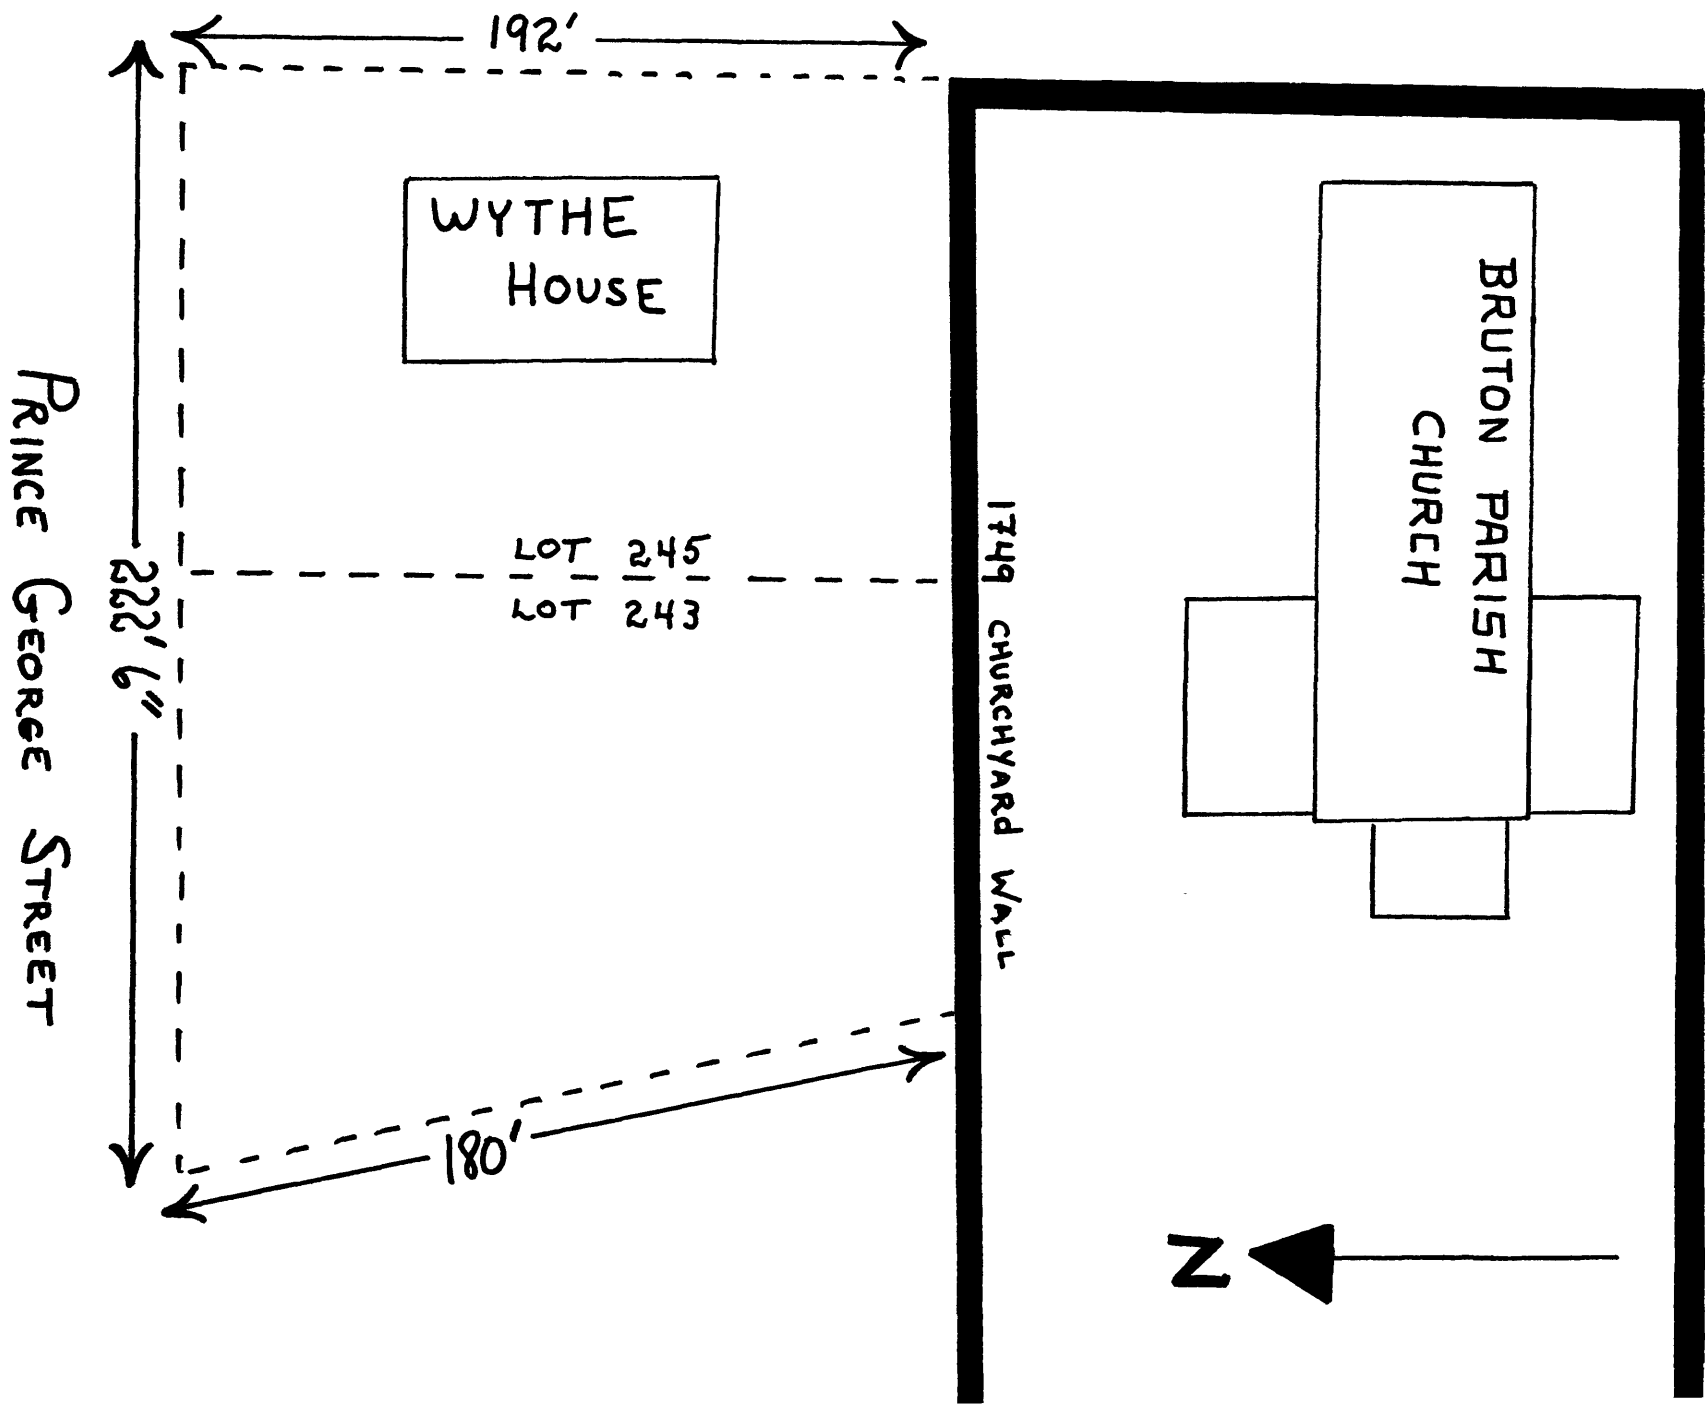 192'
WYTHE
HOUSE
LOT 245
LOT 243
222' 6"
PRINCE GEORGE STREET
1749 CHURCHYARd WALL
BRUTON PARISH
CHURCH
180'
N